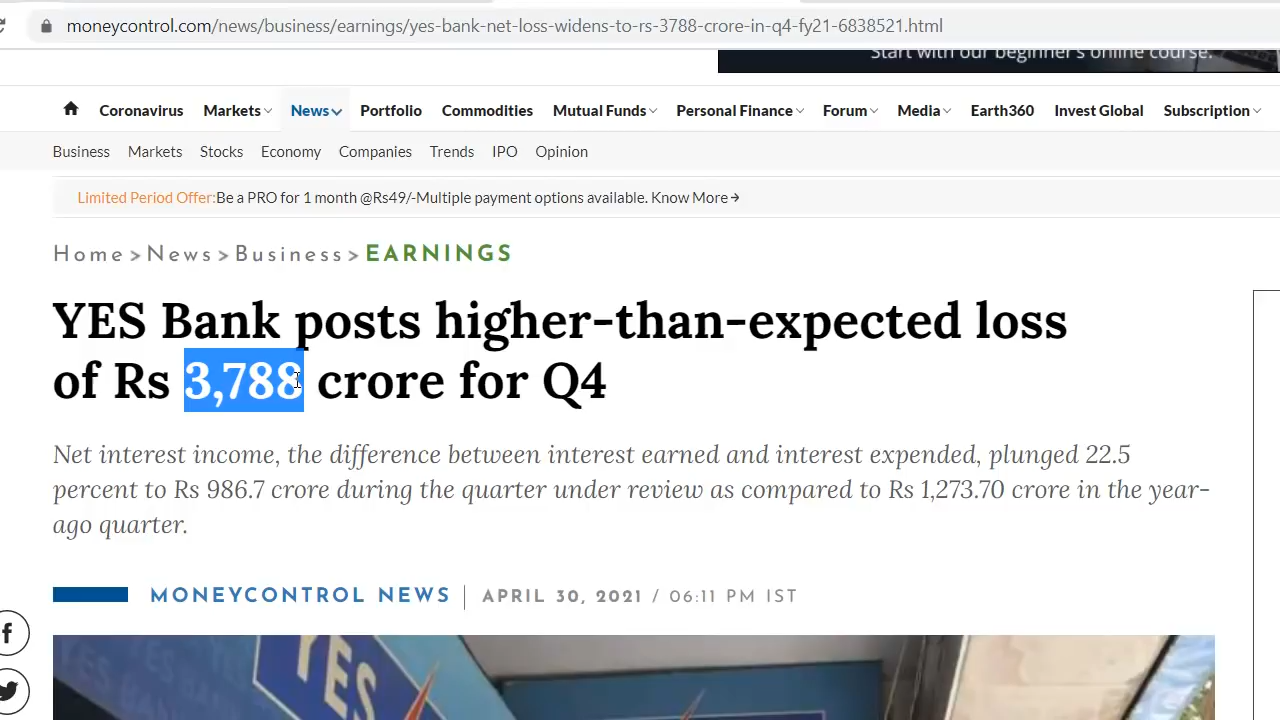 moneycontrol.com/news/business/earnings/yes-bank-net-loss-widens-to-rs-3788-crore-in-q4-fy21-6838521.html
Start with our beginner's online course.
Coronavirus Markets News Portfolio Commodities Mutual Funds Personal Finance Forum Media Earth360 Invest Global Subscription
Business Markets Stocks Economy Companies Trends IPO Opinion
Limited Period Offer:Be a PRO for 1 month @Rs49/-Multiple payment options available. Know More→
Home > News > Business > EARNINGS
YES Bank posts higher-than-expected loss
of Rs 3,788 crore for Q4
Net interest income, the difference between interest earned and interest expended, plunged 22.5
percent to Rs 986.7 crore during the quarter under review as compared to Rs 1,273.70 crore in the year-
ago quarter.
MONEYCONTROL NEWS | APRIL 30, 2021 / 06:11 PM IST
YES
YES BANK